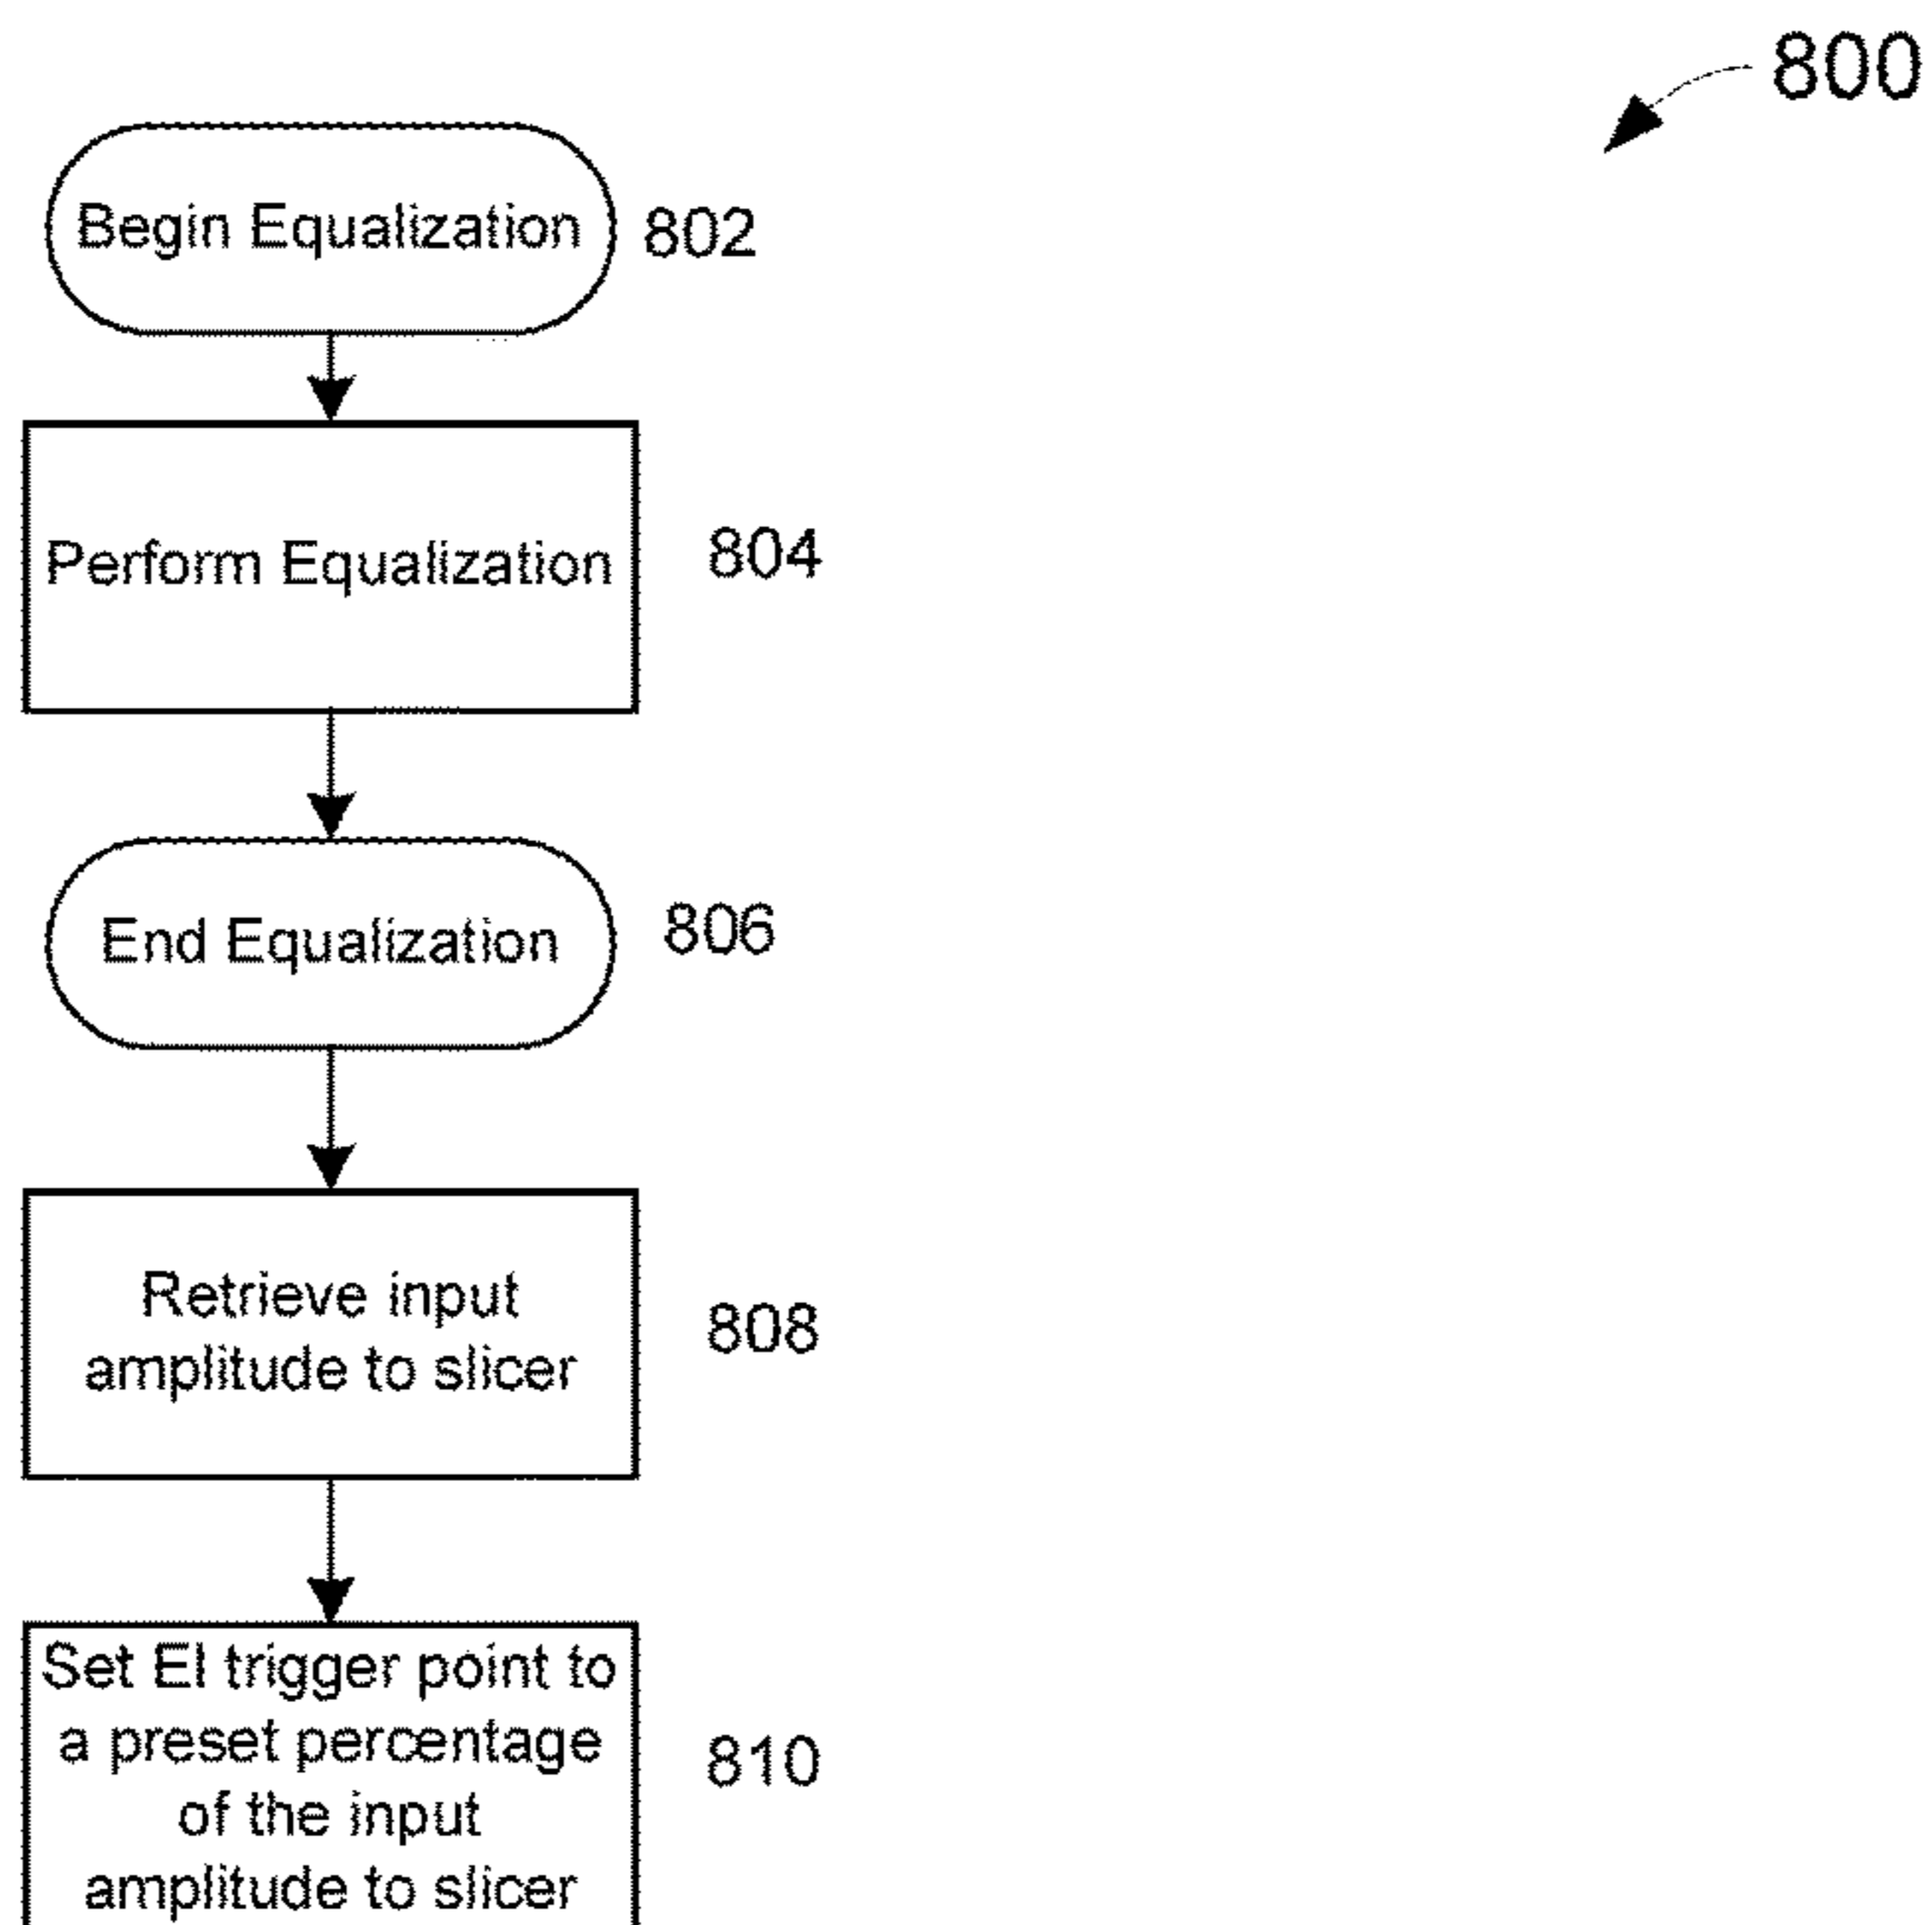 800
Begin Equalization
802
Perform Equalization
804
End Equalization
806
Retrieve input
amplitude to slicer
808
Set EI trigger point to
a preset percentage
of the input
amplitude to slicer
810